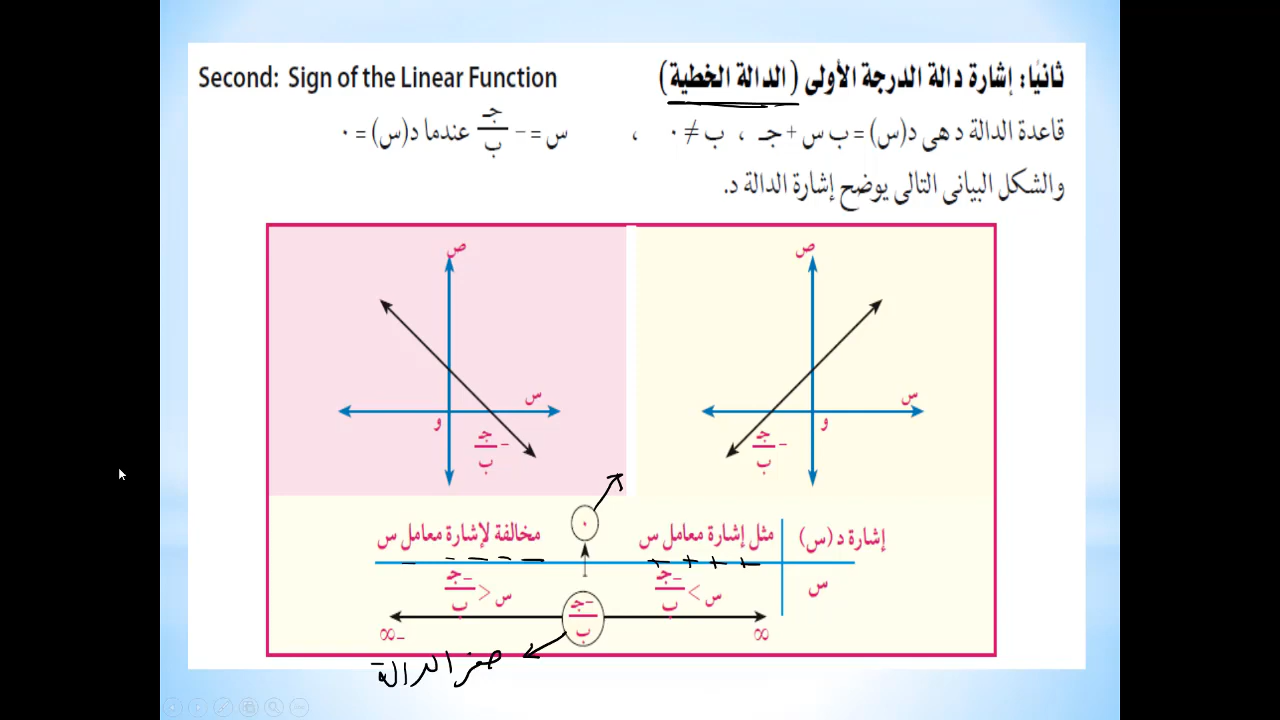 ثانيًا: إشارة دالة الدرجة الأولى (الدالة الخطية)
Second: Sign of the Linear Function
قاعدة الدالة د هى د(س) = ب س + جـ ، ب ≠ ٠ ، س = − جـ/ب عندما د(س) = ٠
والشكل البيانى التالى يوضح إشارة الدالة د.
ص
س
و
− جـ/ب
ص
س
و
− جـ/ب
إشارة د (س)
مثل إشارة معامل س
٠
مخالفة لإشارة معامل س
+ + + +
− − − − −
س
س > −جـ/ب
س < −جـ/ب
∞
−جـ/ب
−∞
صفر الدالة